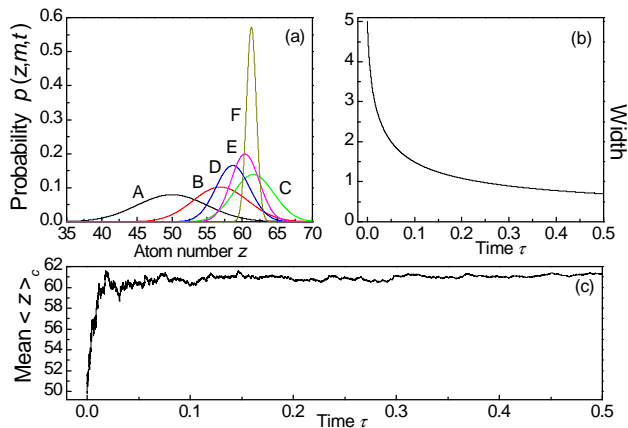 0.6
0.5
0.4
0.3
0.2
0.1
0.0
Probability p (z,m,t)
(a)
A
B
C
D
E
F
35 40 45 50 55 60 65 70
Atom number z
5
4
3
2
1
0
(b)
Width
0.0 0.1 0.2 0.3 0.4 0.5
Time τ
62
60
58
56
54
52
50
Mean < z >c
(c)
0.0 0.1 0.2 0.3 0.4 0.5
Time τ